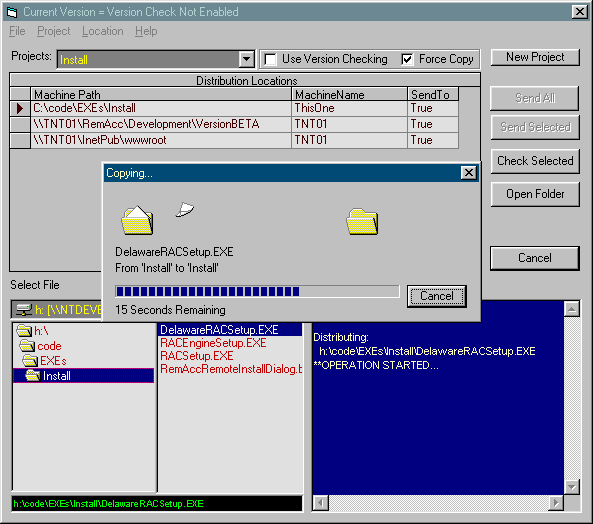 Current Version = Version Check Not Enabled
File Project Location Help
Projects: Install Use Version Checking Force Copy New Project
Distribution Locations
Machine Path MachineName SendTo
C:\code\EXEs\Install ThisOne True
\\TNT01\RemAcc\Development\VersionBETA TNT01 True
\\TNT01\InetPub\wwwroot TNT01 True
Send All
Send Selected
Check Selected
Open Folder
Cancel
Copying...
DelawareRACSetup.EXE
From 'Install' to 'Install'
15 Seconds Remaining
Cancel
Select File
h: [\\NTDEVE
h:\
code
EXEs
Install
DelawareRACSetup.EXE
RACEngineSetup.EXE
RACSetup.EXE
RemAccRemoteInstallDialog.b
Distributing:
h:\code\EXEs\Install\DelawareRACSetup.EXE
**OPERATION STARTED...
h:\code\EXEs\Install\DelawareRACSetup.EXE